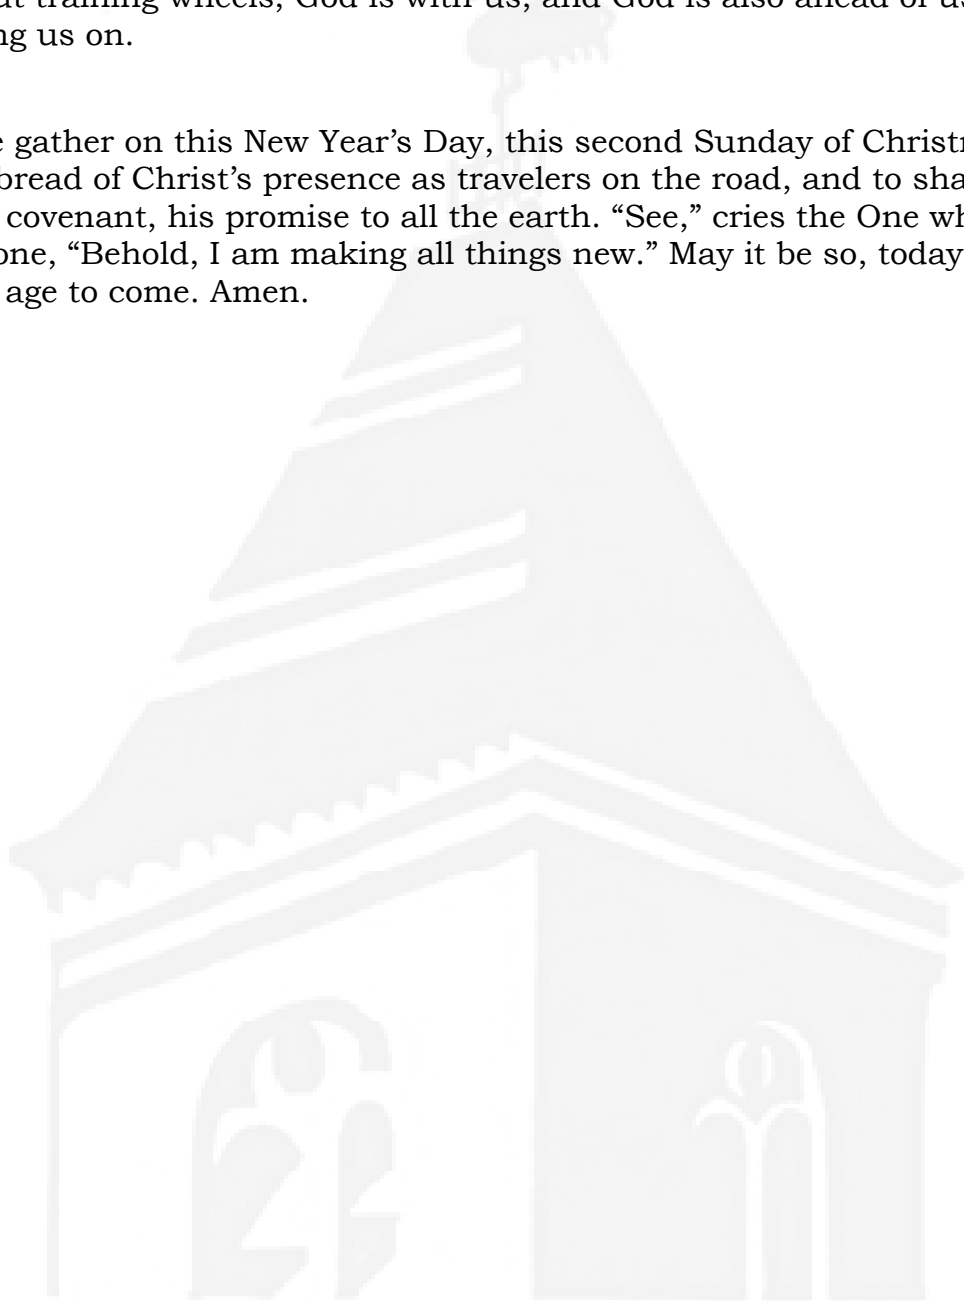 ut training wheels, God is with us, and God is also ahead of us
ng us on.
e gather on this New Year’s Day, this second Sunday of Christm
bread of Christ’s presence as travelers on the road, and to sha
covenant, his promise to all the earth. “See,” cries the One wh
one, “Behold, I am making all things new.” May it be so, today
age to come. Amen.